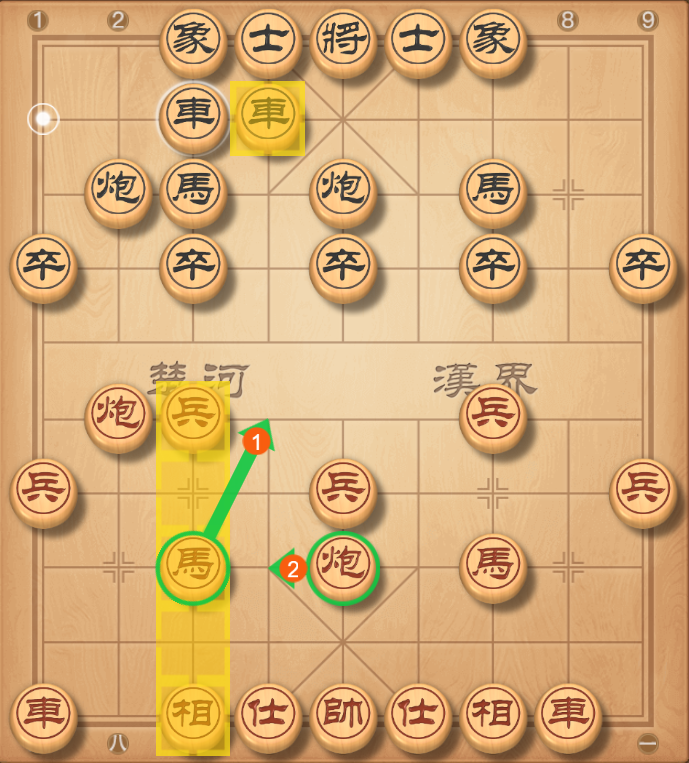 1 2 8 9
象 士 將 士 象
車 車
炮 馬 炮 馬
卒 卒 卒 卒 卒
楚河 漢界
炮 兵 兵
1
兵 兵 兵
馬 2 炮 馬
車 相 仕 帥 仕 相 車
八 一